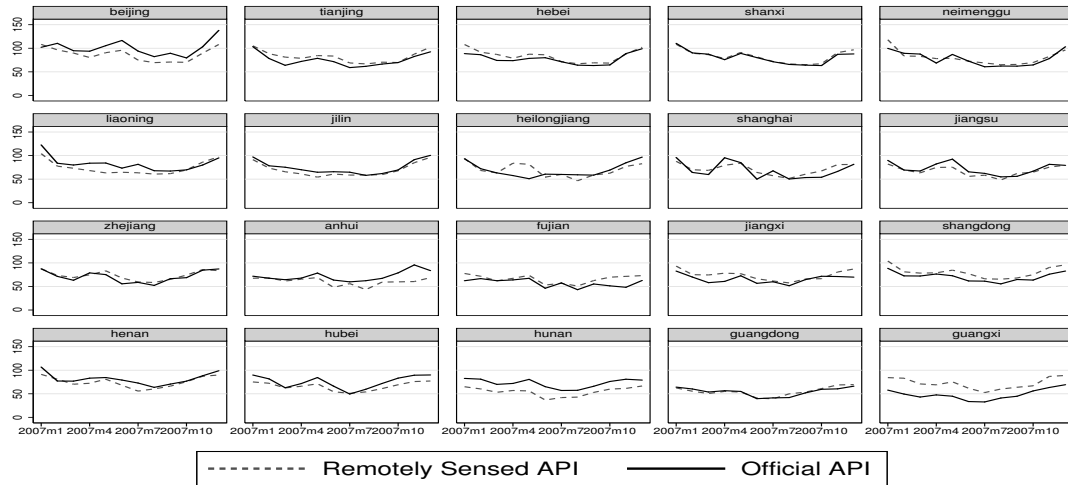 beijing tianjing hebei shanxi neimenggu
0 50 100 150
liaoning jilin heilongjiang shanghai jiangsu
0 50 100 150
zhejiang anhui fujian jiangxi shangdong
0 50 100 150
henan hubei hunan guangdong guangxi
0 50 100 150
2007m1 2007m4 2007m7 2007m10 2007m1 2007m4 2007m7 2007m10 2007m1 2007m4 2007m7 2007m10 2007m1 2007m4 2007m7 2007m10 2007m1 2007m4 2007m7 2007m10
Remotely Sensed API Official API